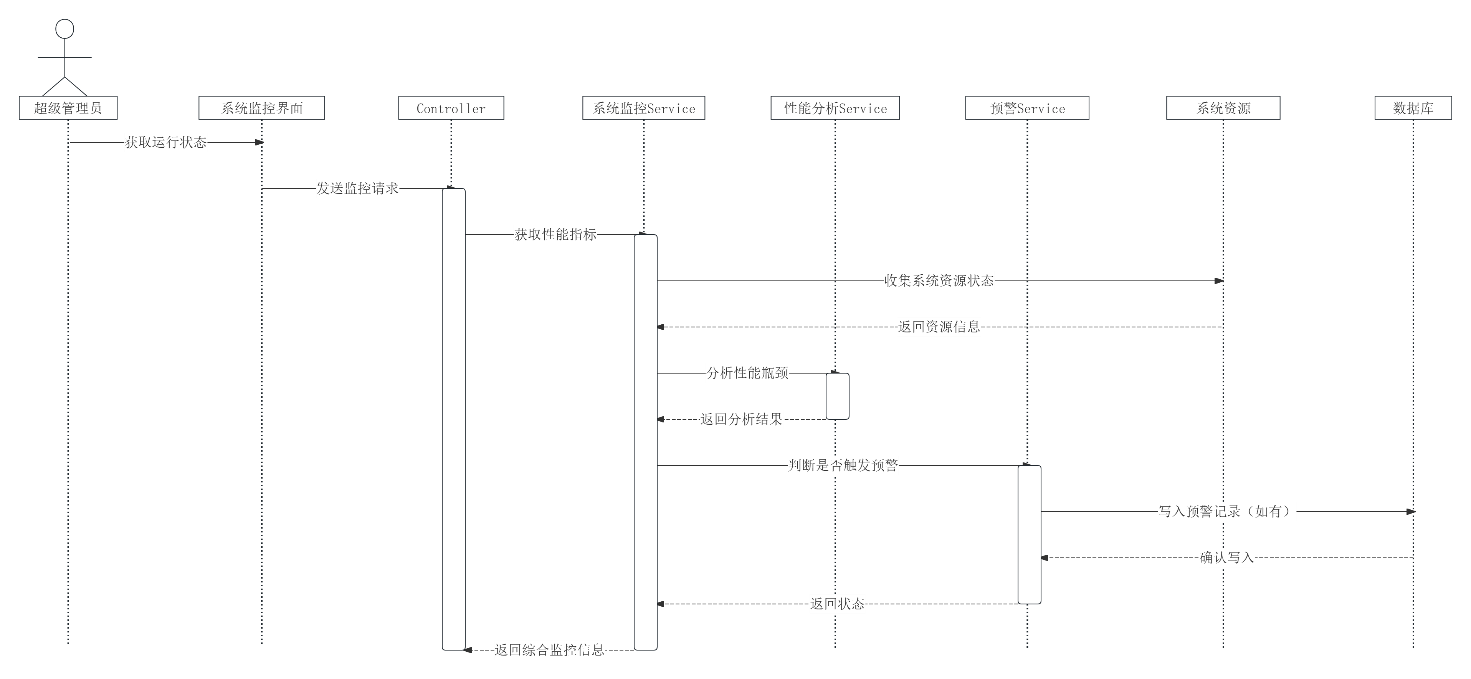 超级管理员
系统监控界面
Controller
系统监控Service
性能分析Service
预警Service
系统资源
数据库
获取运行状态
发送监控请求
获取性能指标
收集系统资源状态
返回资源信息
分析性能瓶颈
返回分析结果
判断是否触发预警
写入预警记录（如有）
确认写入
返回状态
返回综合监控信息